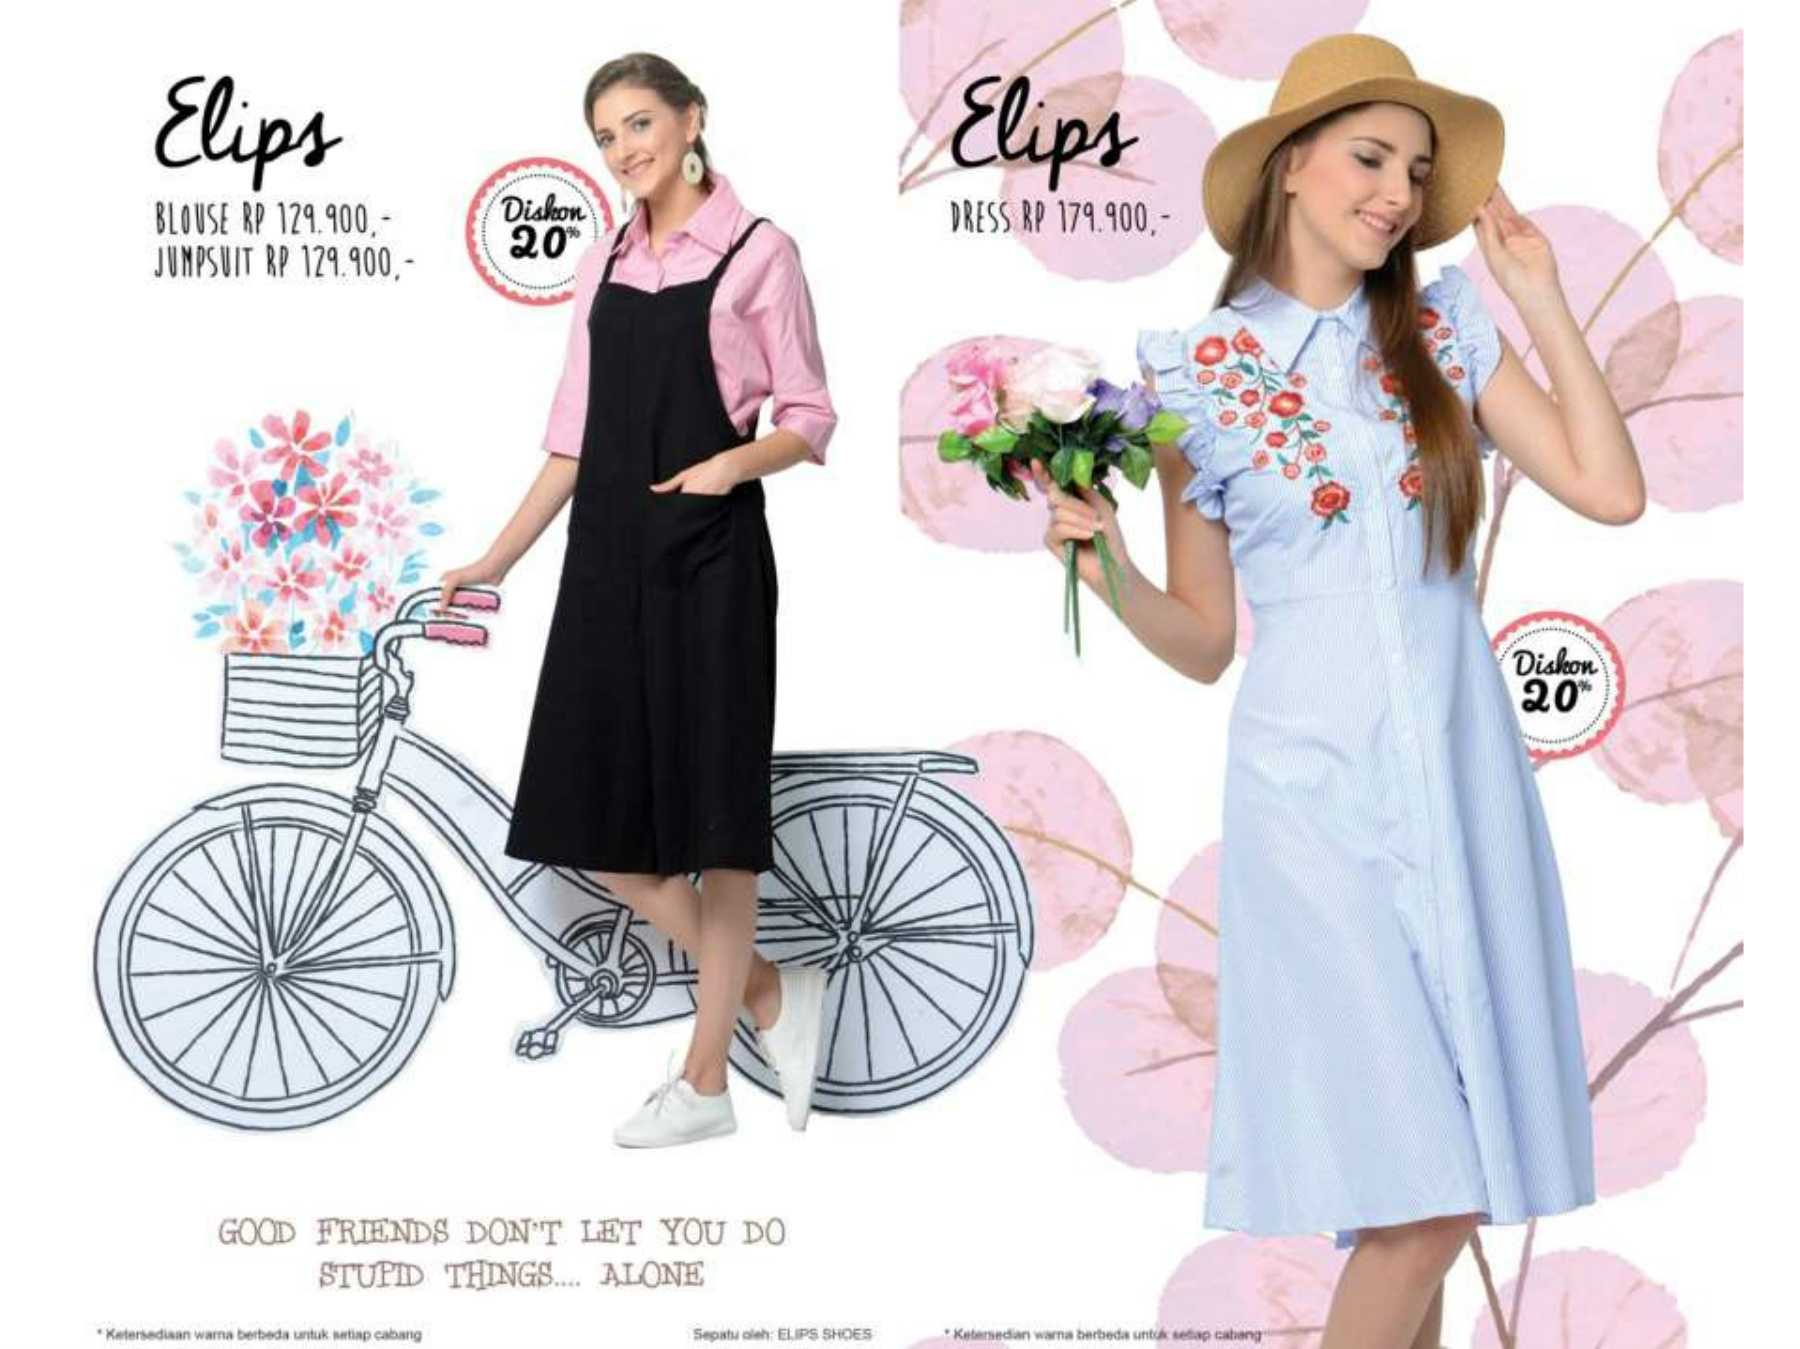 Elips
BLOUSE RP 129.900,-
JUMPSUIT RP 129.900,-
Diskon
20%
GOOD FRIENDS DON'T LET YOU DO
STUPID THINGS.... ALONE
* Ketersediaan warna berbeda untuk setiap cabang
Sepatu oleh: ELIPS SHOES
Elips
DRESS RP 179.900,-
Diskon
20%
* Ketersedian warna berbeda untuk setiap cabang